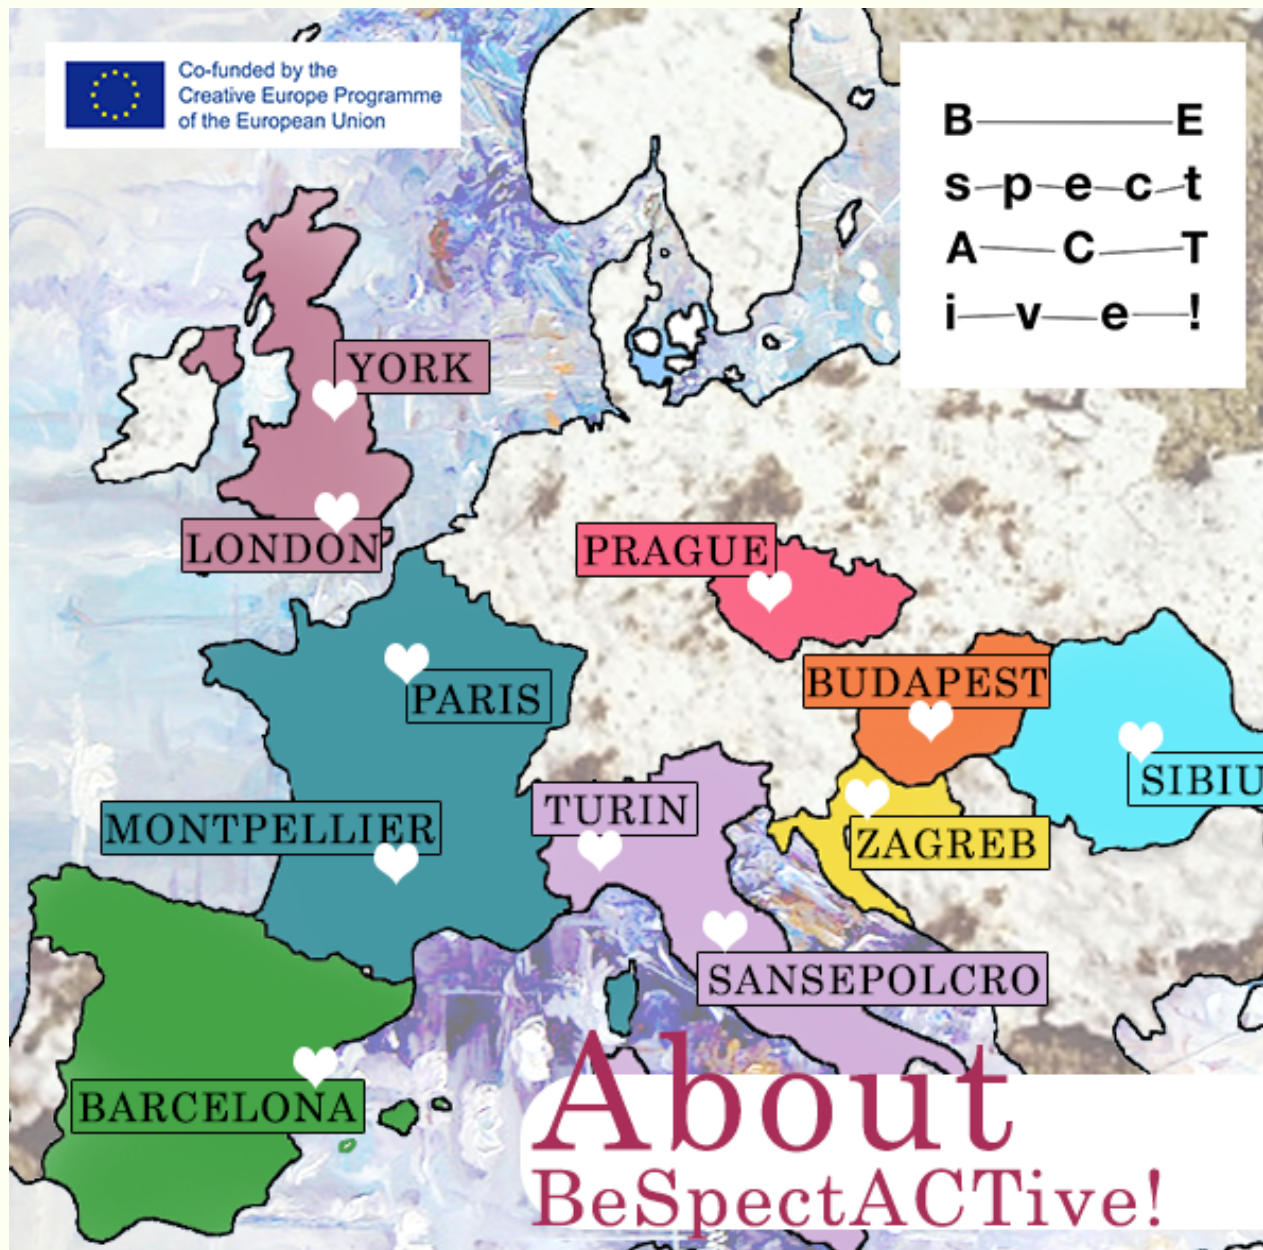 Co-funded by the
Creative Europe Programme
of the European Union
B E
s p e c t
A C T
i v e !
YORK
LONDON
PRAGUE
BUDAPEST
PARIS
SIBIU
TURIN
MONTPELLIER
ZAGREB
SANSEPOLCRO
BARCELONA
About
BeSpectACTive!